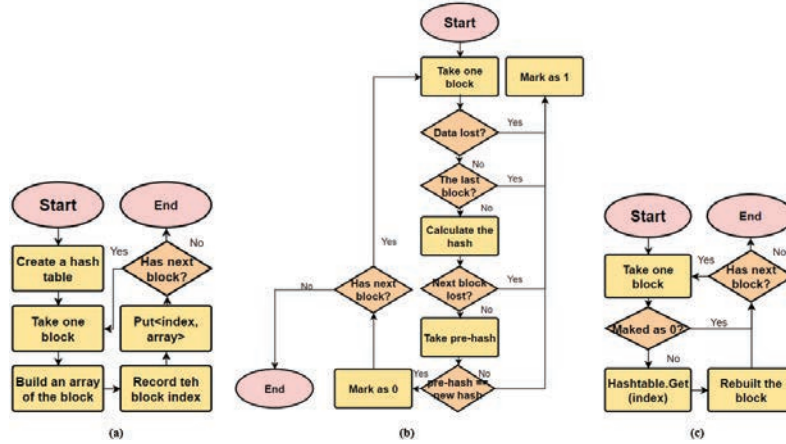 Start
End
No
Yes
Create a hash
table
Has next
block?
Take one
block
Put<index,
array>
Build an array
of the block
Record teh
block index
(a)
Start
Take one
block
Mark as 1
Data lost?
Yes
No
The last
block?
Yes
No
Calculate the
hash
Yes
Has next
block?
No
Next block
lost?
Yes
No
Take pre-hash
End
Mark as 0
Yes
pre-hash ==
new hash
No
(b)
Start
End
No
Yes
Take one
block
Has next
block?
Maked as 0?
Yes
No
Hashtable.Get
(index)
Rebuilt the
block
(c)